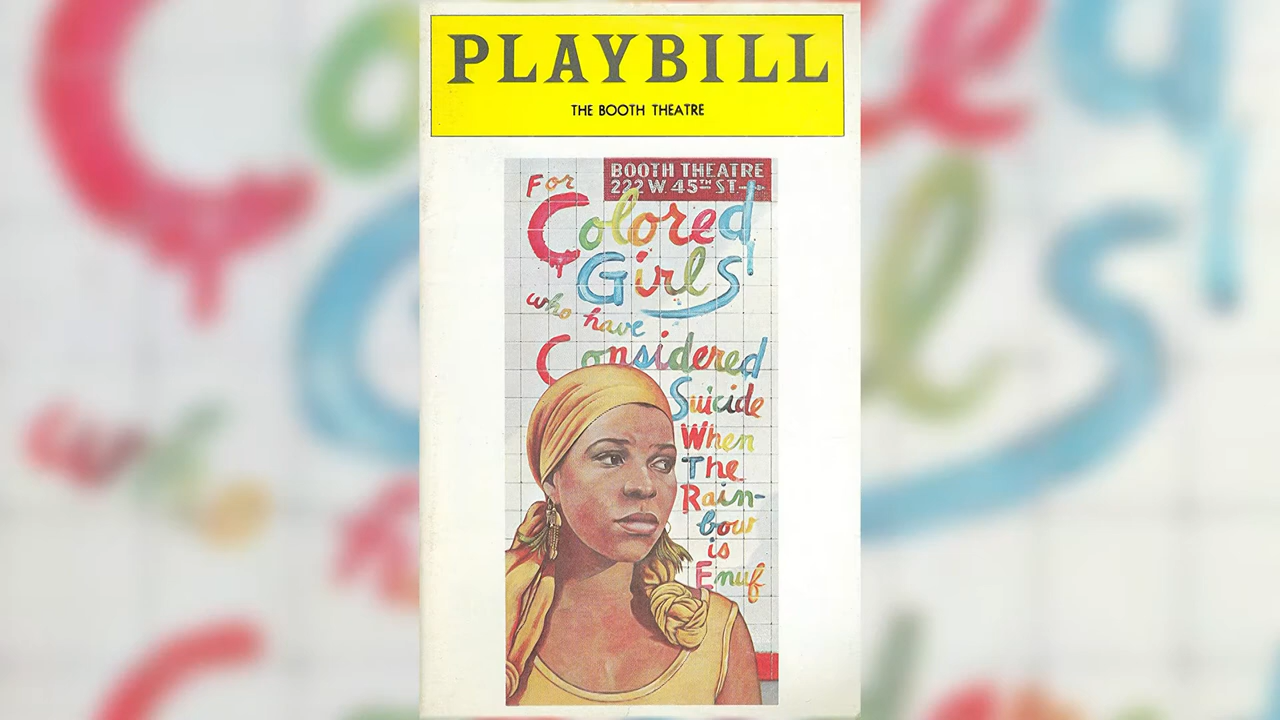 PLAYBILL
THE BOOTH THEATRE
BOOTH THEATRE
222 W. 45TH ST.
For
Colored
Girls
who have
Considered
Suicide
When
The
Rain-
bow
is
Enuf